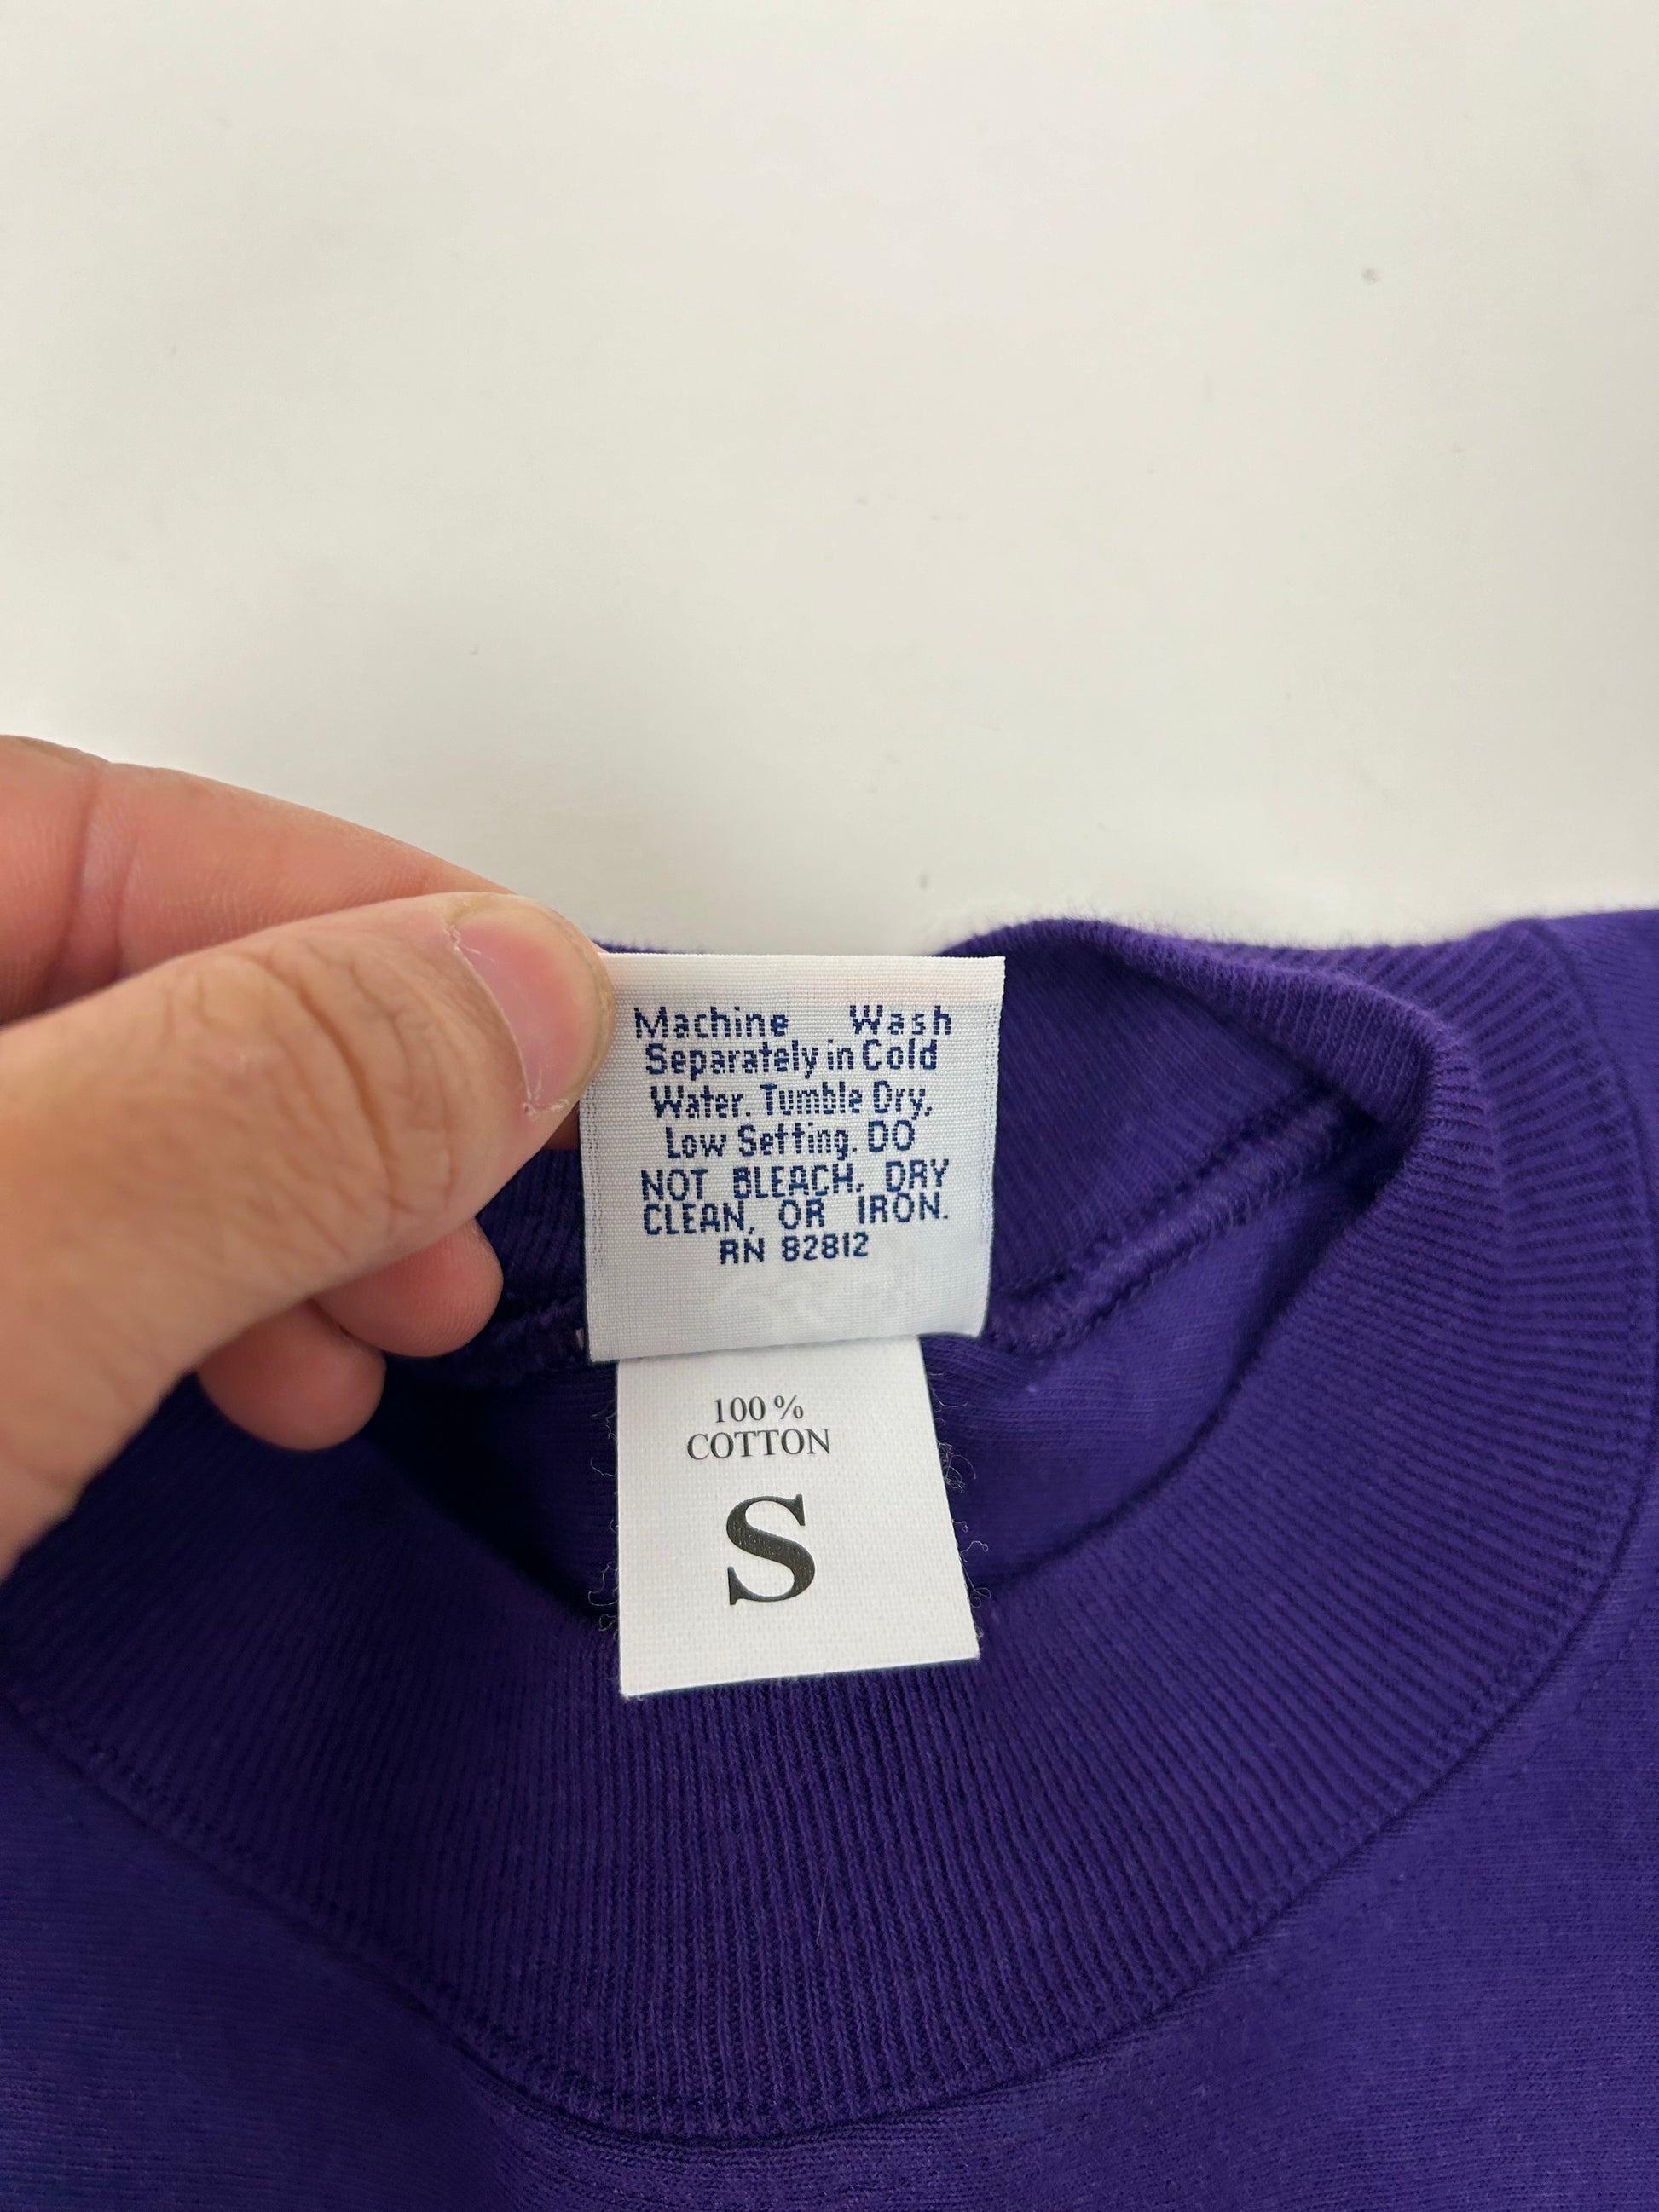 Machine Wash
Separately in Cold
Water. Tumble Dry,
Low Setting. DO
NOT BLEACH, DRY
CLEAN, OR IRON.
RN 82812
100 %
COTTON
S